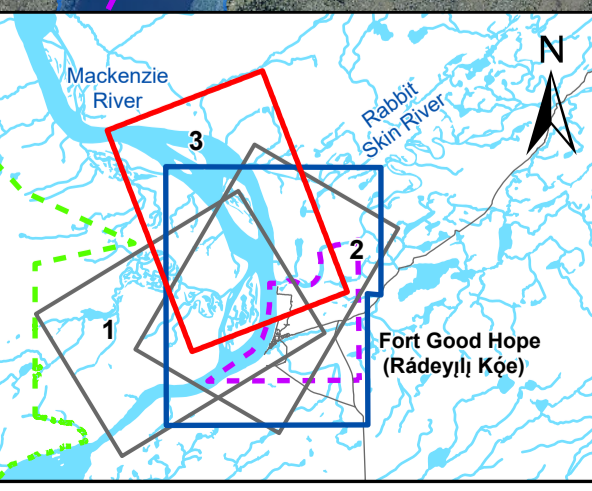 N
Mackenzie
River
Rabbit
Skin River
3
2
1
Fort Good Hope
(Rádeyı̨lı̨ Kǫ́ę)